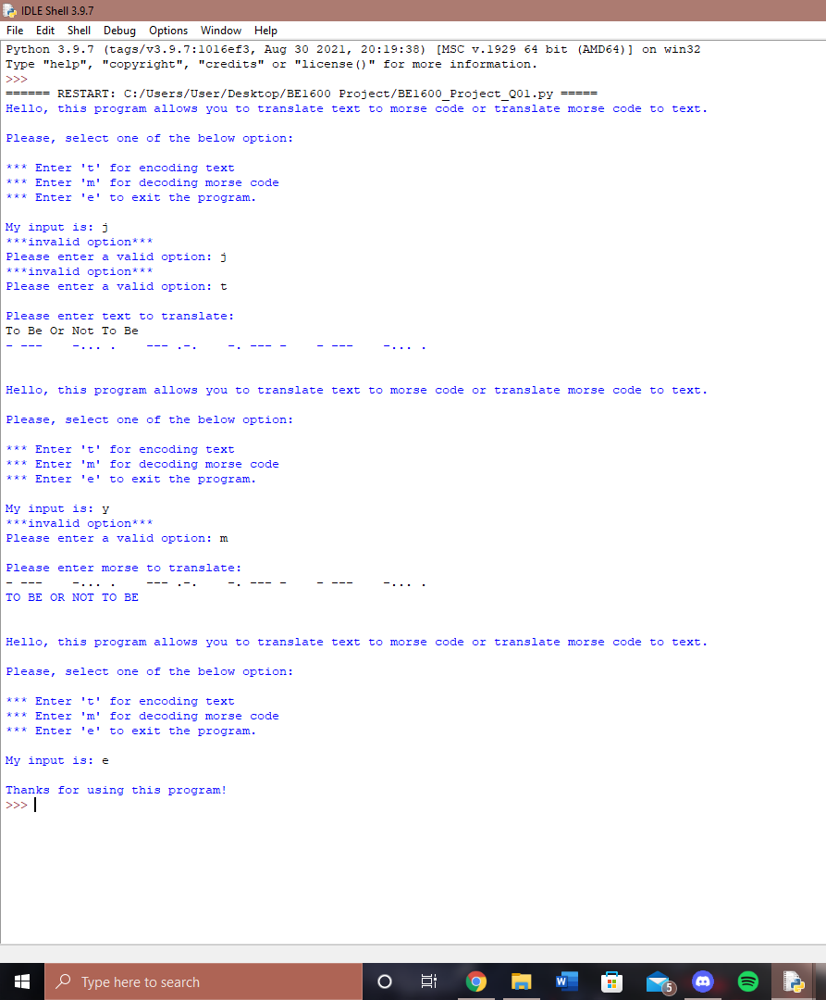 IDLE Shell 3.9.7
File Edit Shell Debug Options Window Help
Python 3.9.7 (tags/v3.9.7:1016ef3, Aug 30 2021, 20:19:38) [MSC v.1929 64 bit (AMD64)] on win32
Type "help", "copyright", "credits" or "license()" for more information.
>>>
====== RESTART: C:/Users/User/Desktop/BE1600 Project/BE1600_Project_Q01.py =====
Hello, this program allows you to translate text to morse code or translate morse code to text.
Please, select one of the below option:
*** Enter 't' for encoding text
*** Enter 'm' for decoding morse code
*** Enter 'e' to exit the program.
My input is: j
***invalid option***
Please enter a valid option: j
***invalid option***
Please enter a valid option: t
Please enter text to translate:
To Be Or Not To Be
- ---    -... .    --- .-.    -. --- -    - ---    -... .
Hello, this program allows you to translate text to morse code or translate morse code to text.
Please, select one of the below option:
*** Enter 't' for encoding text
*** Enter 'm' for decoding morse code
*** Enter 'e' to exit the program.
My input is: y
***invalid option***
Please enter a valid option: m
Please enter morse to translate:
- ---    -... .    --- .-.    -. --- -    - ---    -... .
TO BE OR NOT TO BE
Hello, this program allows you to translate text to morse code or translate morse code to text.
Please, select one of the below option:
*** Enter 't' for encoding text
*** Enter 'm' for decoding morse code
*** Enter 'e' to exit the program.
My input is: e
Thanks for using this program!
>>>
Type here to search
W
5